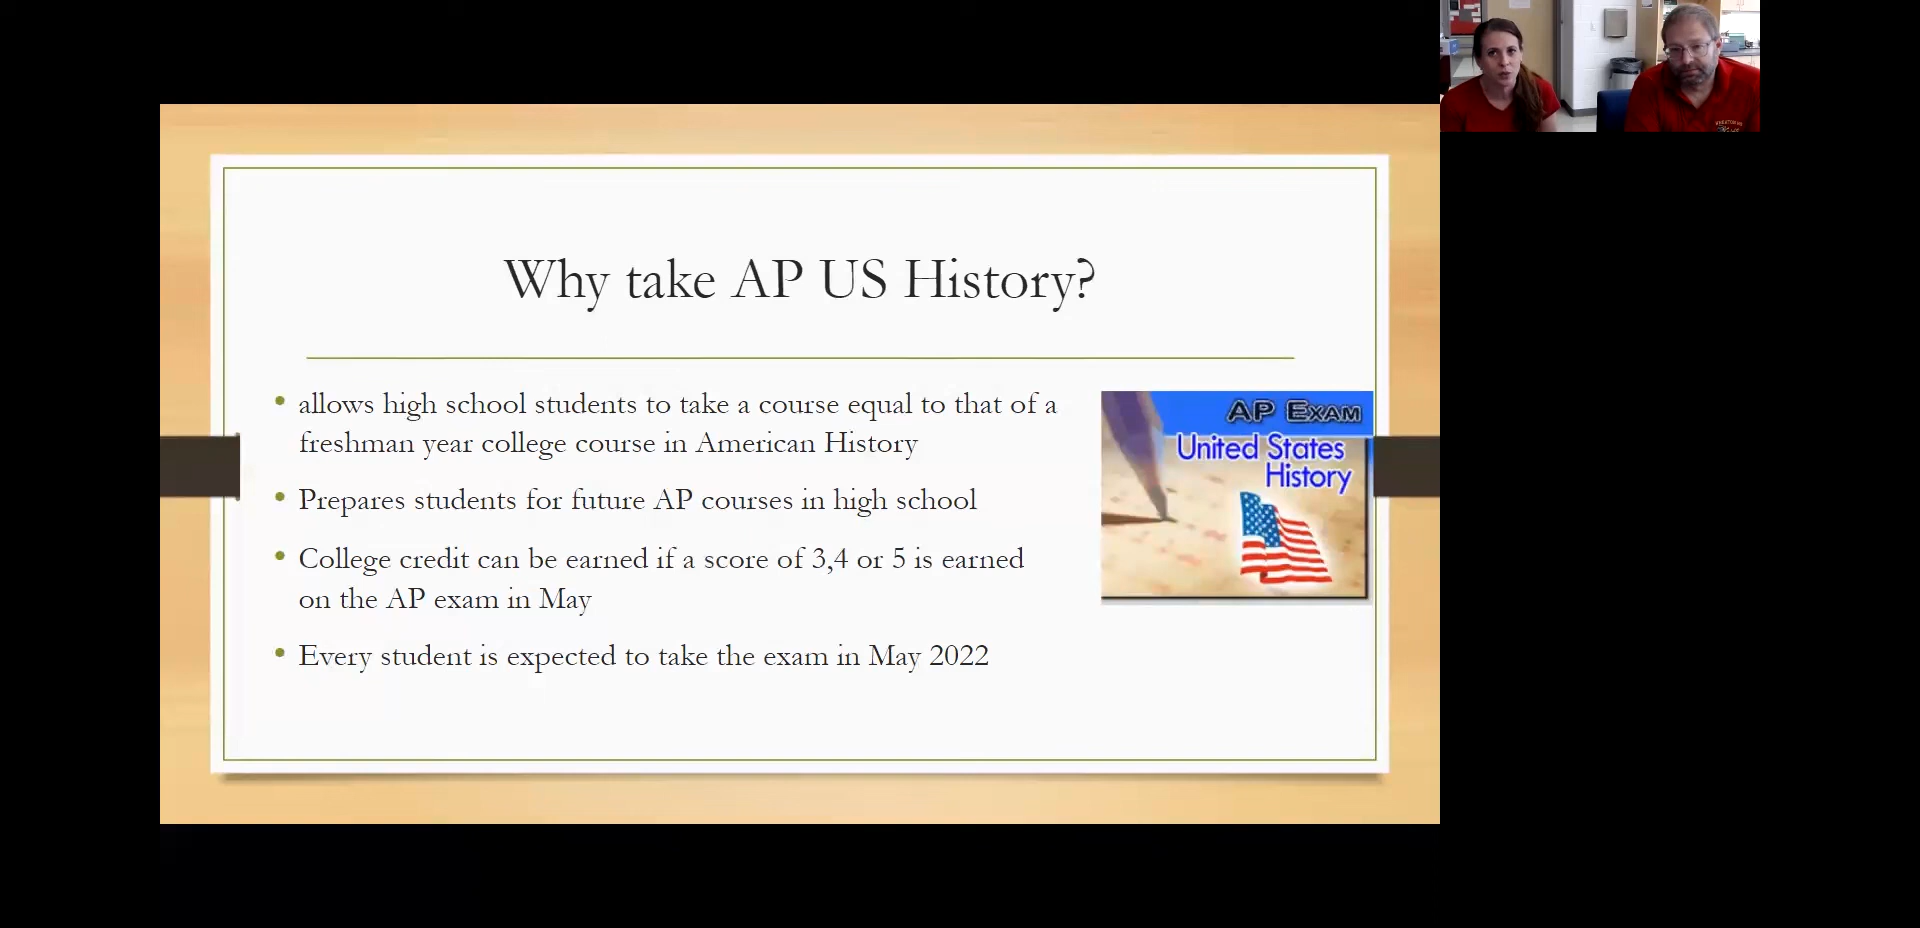 Why take AP US History?
allows high school students to take a course equal to that of a
freshman year college course in American History
Prepares students for future AP courses in high school
College credit can be earned if a score of 3,4 or 5 is earned
on the AP exam in May
Every student is expected to take the exam in May 2022
AP EXAM
United States
History